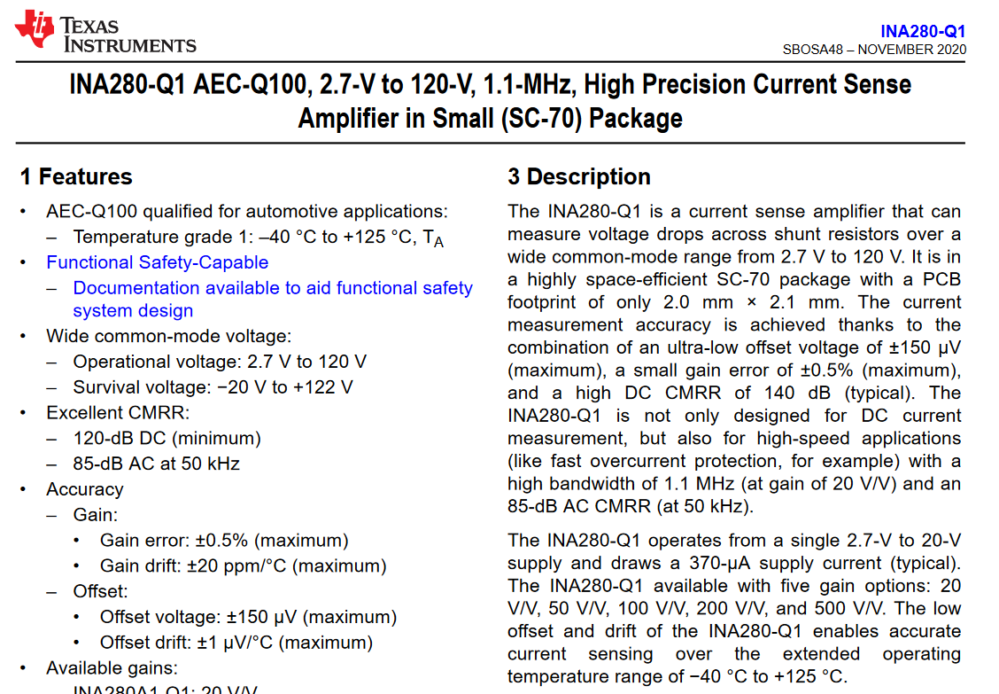 TEXAS
INSTRUMENTS
INA280-Q1
SBOSA48 – NOVEMBER 2020
INA280-Q1 AEC-Q100, 2.7-V to 120-V, 1.1-MHz, High Precision Current Sense
Amplifier in Small (SC-70) Package
1 Features
• AEC-Q100 qualified for automotive applications:
– Temperature grade 1: –40 °C to +125 °C, TA
• Functional Safety-Capable
– Documentation available to aid functional safety
system design
• Wide common-mode voltage:
– Operational voltage: 2.7 V to 120 V
– Survival voltage: −20 V to +122 V
• Excellent CMRR:
– 120-dB DC (minimum)
– 85-dB AC at 50 kHz
• Accuracy
– Gain:
• Gain error: ±0.5% (maximum)
• Gain drift: ±20 ppm/°C (maximum)
– Offset:
• Offset voltage: ±150 µV (maximum)
• Offset drift: ±1 µV/°C (maximum)
• Available gains:
INA280A1-Q1: 20 V/V
3 Description
The INA280-Q1 is a current sense amplifier that can
measure voltage drops across shunt resistors over a
wide common-mode range from 2.7 V to 120 V. It is in
a highly space-efficient SC-70 package with a PCB
footprint of only 2.0 mm × 2.1 mm. The current
measurement accuracy is achieved thanks to the
combination of an ultra-low offset voltage of ±150 µV
(maximum), a small gain error of ±0.5% (maximum),
and a high DC CMRR of 140 dB (typical). The
INA280-Q1 is not only designed for DC current
measurement, but also for high-speed applications
(like fast overcurrent protection, for example) with a
high bandwidth of 1.1 MHz (at gain of 20 V/V) and an
85-dB AC CMRR (at 50 kHz).
The INA280-Q1 operates from a single 2.7-V to 20-V
supply and draws a 370-µA supply current (typical).
The INA280-Q1 available with five gain options: 20
V/V, 50 V/V, 100 V/V, 200 V/V, and 500 V/V. The low
offset and drift of the INA280-Q1 enables accurate
current sensing over the extended operating
temperature range of −40 °C to +125 °C.